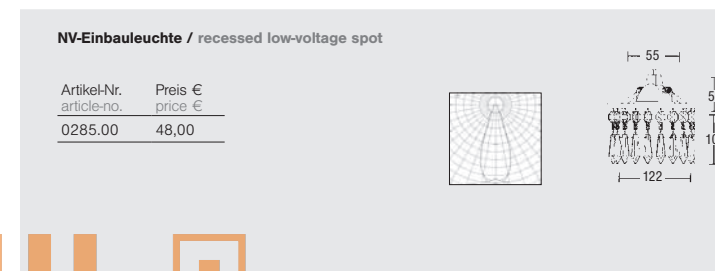 NV-Einbauleuchte / recessed low-voltage spot
Artikel-Nr. Preis €
article-no. price €
0285.00 48,00
55
122